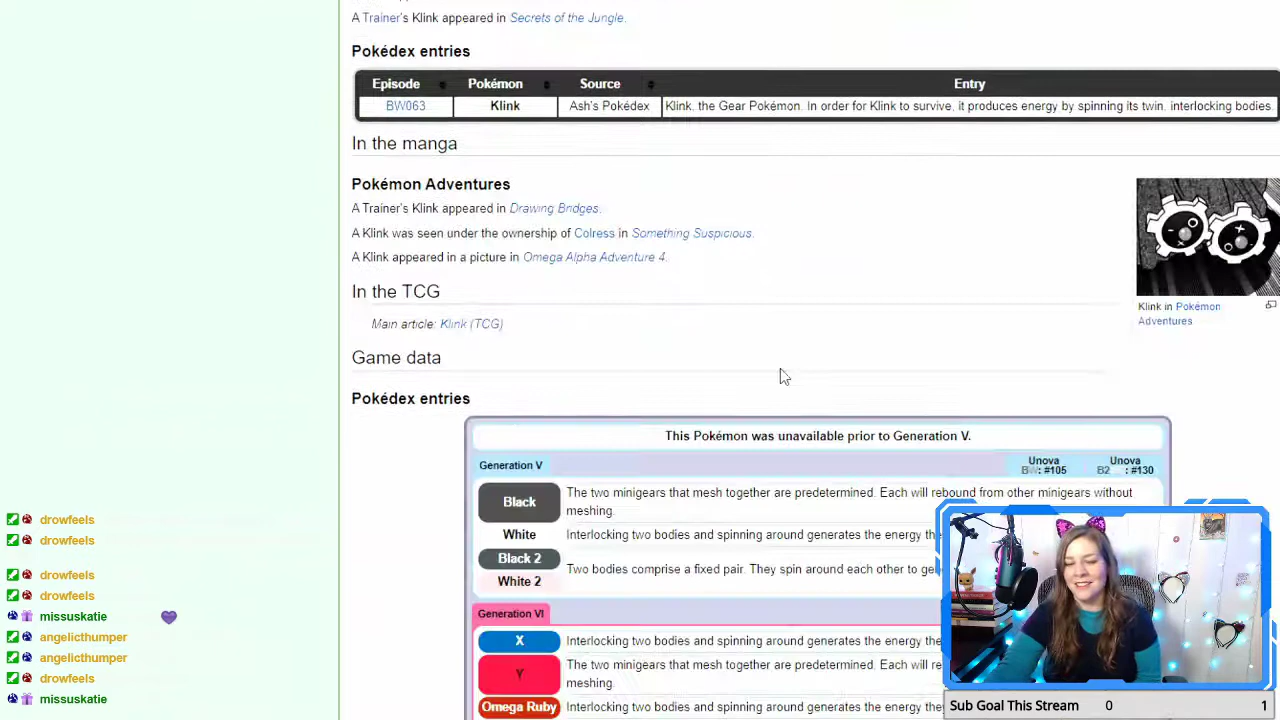 A Trainer's Klink appeared in Secrets of the Jungle.
Pokédex entries
Episode Pokémon Source Entry
BW063 Klink Ash's Pokédex Klink, the Gear Pokémon. In order for Klink to survive, it produces energy by spinning its twin, interlocking bodies.
In the manga
Pokémon Adventures
A Trainer's Klink appeared in Drawing Bridges.
A Klink was seen under the ownership of Colress in Something Suspicious.
A Klink appeared in a picture in Omega Alpha Adventure 4.
Klink in Pokémon
Adventures
In the TCG
Main article: Klink (TCG)
Game data
Pokédex entries
This Pokémon was unavailable prior to Generation V.
Generation V
Unova Unova
BW: #105 B2 : #130
Black The two minigears that mesh together are predetermined. Each will rebound from other minigears without
meshing.
White Interlocking two bodies and spinning around generates the energy the
Black 2
White 2
Two bodies comprise a fixed pair. They spin around each other to ge
Generation VI
X Interlocking two bodies and spinning around generates the energy the
Y The two minigears that mesh together are predetermined. Each will re
meshing.
Omega Ruby Interlocking two bodies and spinning around generates the energy the
drowfeels
drowfeels
drowfeels
drowfeels
missuskatie
angelicthumper
angelicthumper
drowfeels
missuskatie
Sub Goal This Stream 0 1